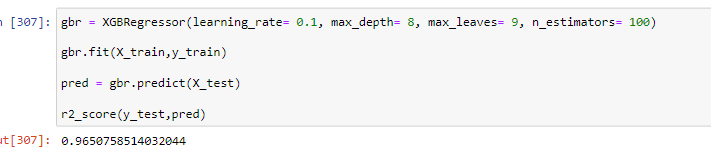 n [307]: gbr = XGBRegressor(learning_rate= 0.1, max_depth= 8, max_leaves= 9, n_estimators= 100)
gbr.fit(X_train,y_train)
pred = gbr.predict(X_test)
r2_score(y_test,pred)
ut[307]: 0.9650758514032044